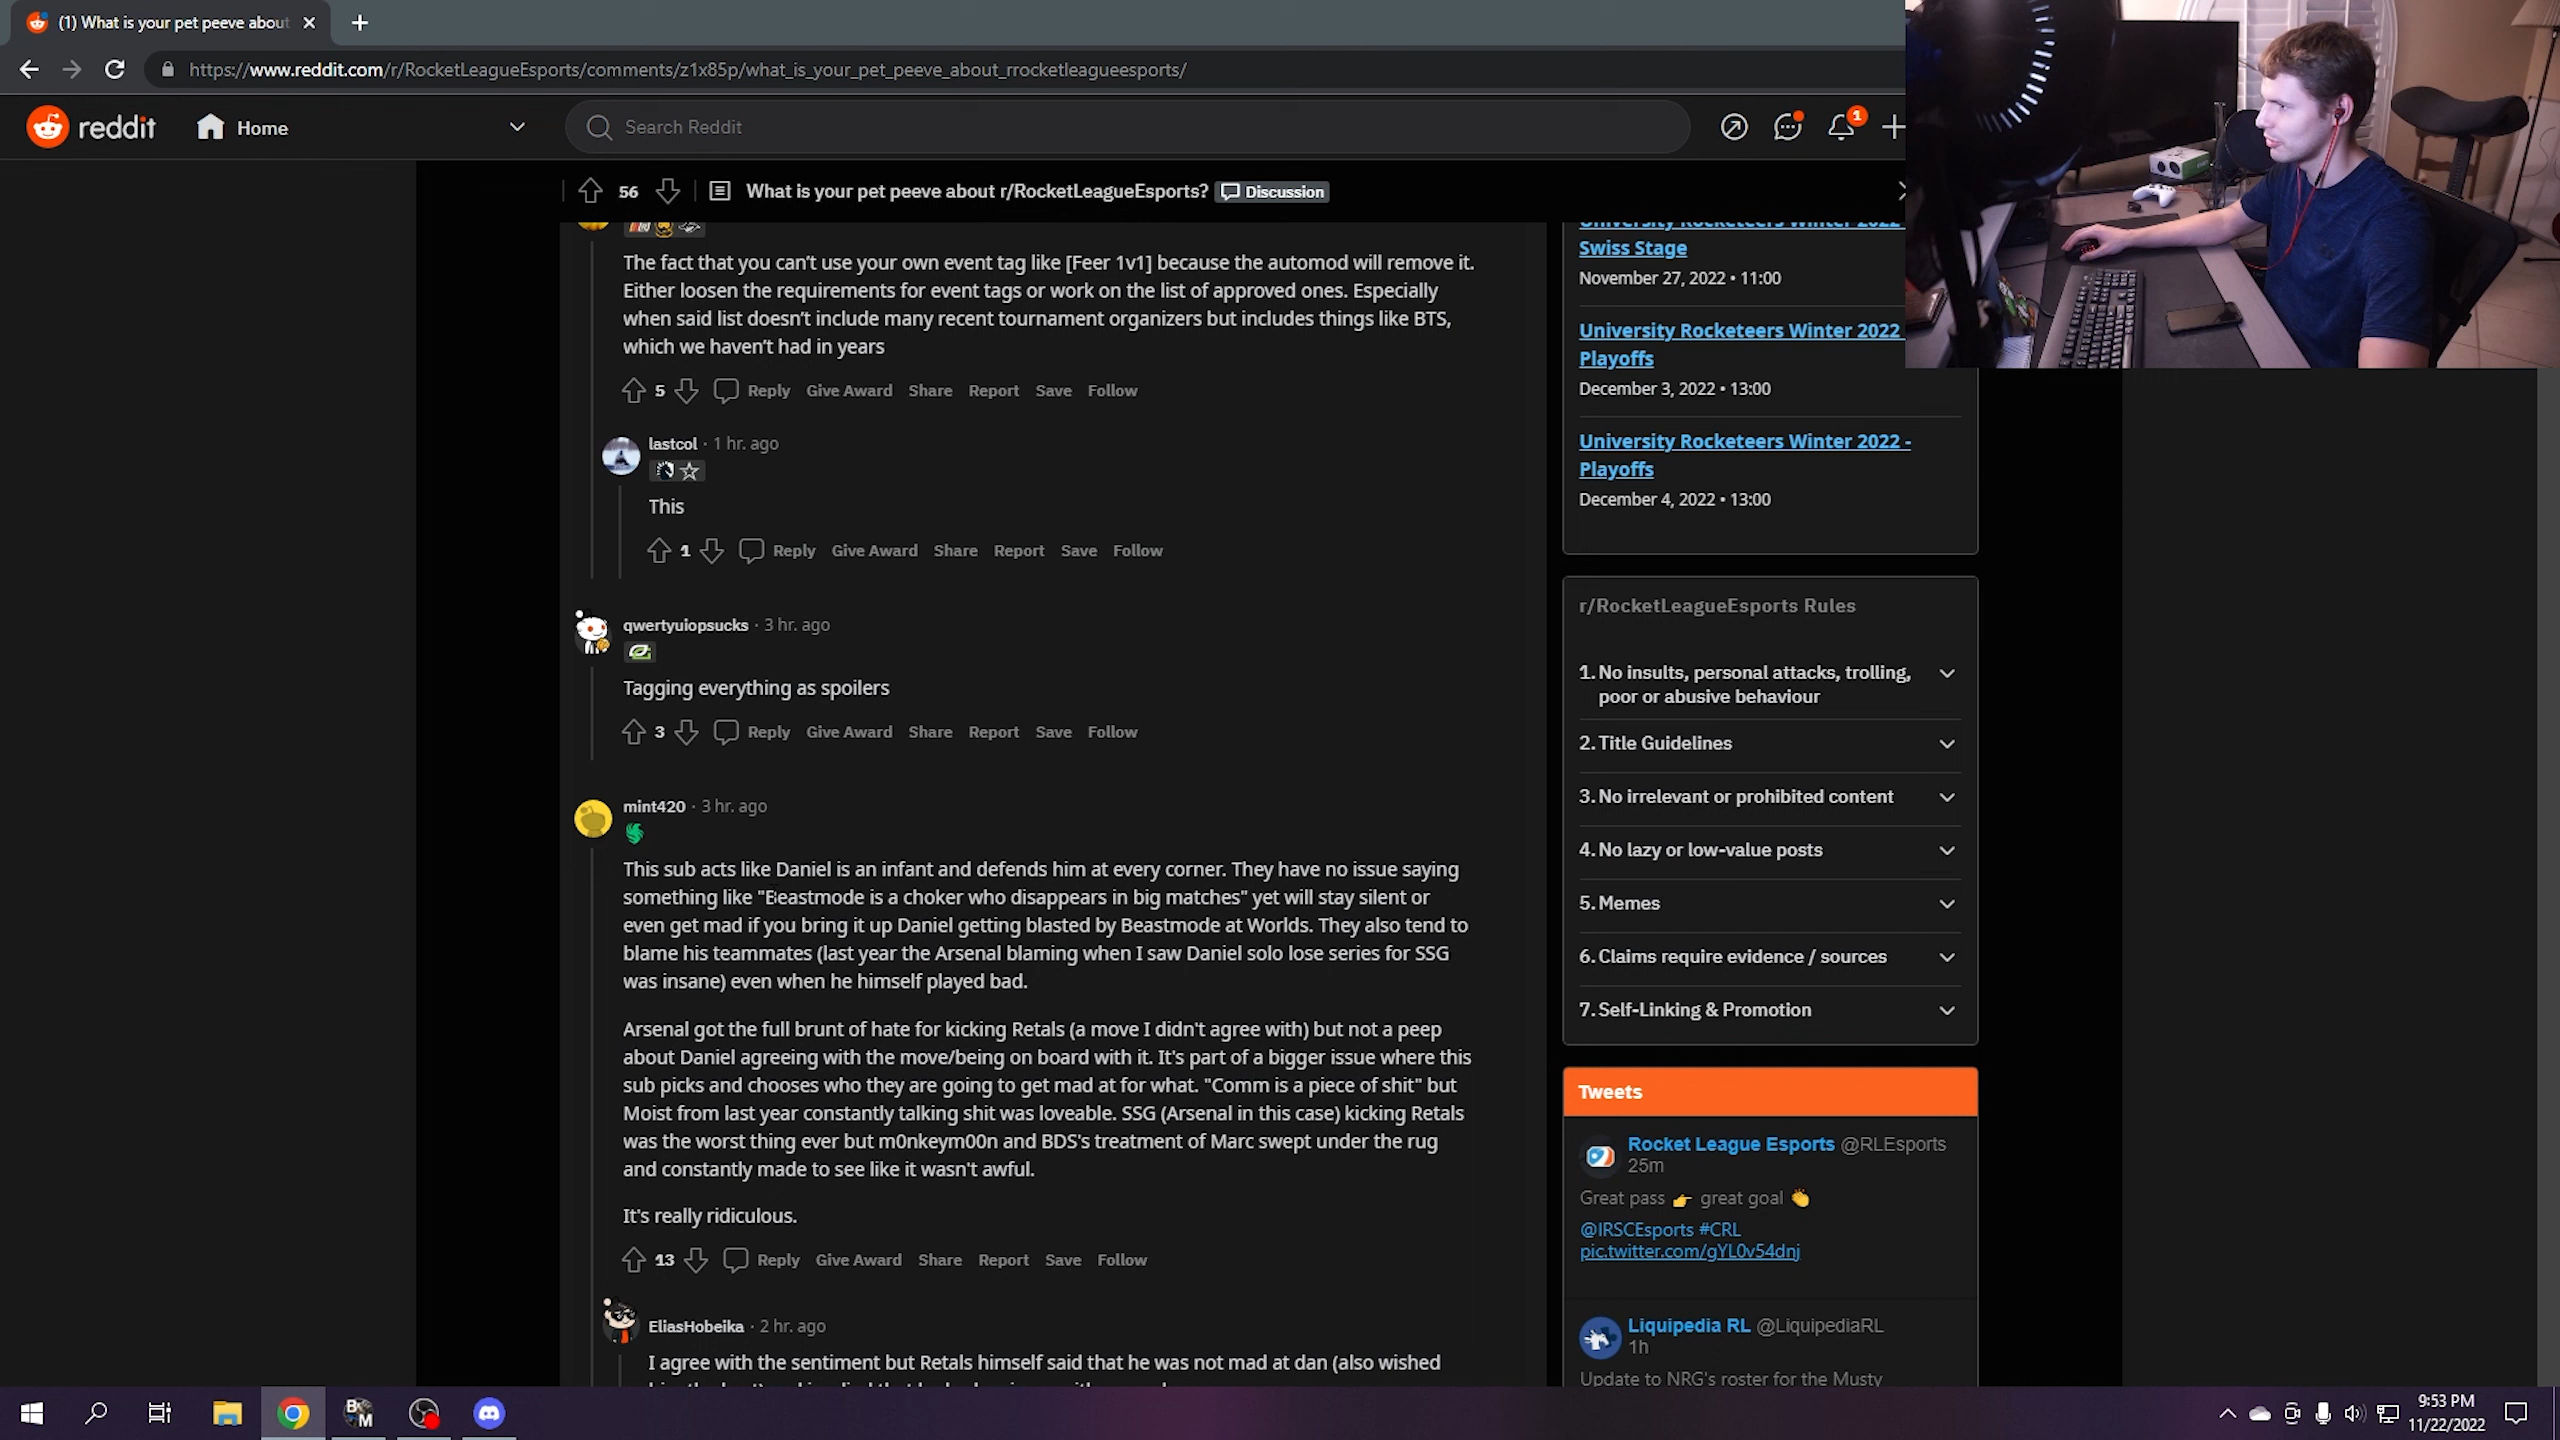 (1) What is your pet peeve about
https://www.reddit.com/r/RocketLeagueEsports/comments/z1x85p/what_is_your_pet_peeve_about_rrocketleagueesports/
reddit
Home
Search Reddit
1
56
What is your pet peeve about r/RocketLeagueEsports?
Discussion
The fact that you can't use your own event tag like [Feer 1v1] because the automod will remove it.
Either loosen the requirements for event tags or work on the list of approved ones. Especially
when said list doesn't include many recent tournament organizers but includes things like BTS,
which we haven't had in years
5 Reply Give Award Share Report Save Follow
lastcol · 1 hr. ago
This
1 Reply Give Award Share Report Save Follow
qwertyuiopsucks · 3 hr. ago
Tagging everything as spoilers
3 Reply Give Award Share Report Save Follow
mint420 · 3 hr. ago
This sub acts like Daniel is an infant and defends him at every corner. They have no issue saying
something like "Beastmode is a choker who disappears in big matches" yet will stay silent or
even get mad if you bring it up Daniel getting blasted by Beastmode at Worlds. They also tend to
blame his teammates (last year the Arsenal blaming when I saw Daniel solo lose series for SSG
was insane) even when he himself played bad.
Arsenal got the full brunt of hate for kicking Retals (a move I didn't agree with) but not a peep
about Daniel agreeing with the move/being on board with it. It's part of a bigger issue where this
sub picks and chooses who they are going to get mad at for what. "Comm is a piece of shit" but
Moist from last year constantly talking shit was loveable. SSG (Arsenal in this case) kicking Retals
was the worst thing ever but m0nkeym00n and BDS's treatment of Marc swept under the rug
and constantly made to see like it wasn't awful.
It's really ridiculous.
13 Reply Give Award Share Report Save Follow
EliasHobeika · 2 hr. ago
I agree with the sentiment but Retals himself said that he was not mad at dan (also wished
University Rocketeers Winter 2022
Swiss Stage
November 27, 2022 • 11:00
University Rocketeers Winter 2022
Playoffs
December 3, 2022 • 13:00
University Rocketeers Winter 2022 -
Playoffs
December 4, 2022 • 13:00
r/RocketLeagueEsports Rules
1. No insults, personal attacks, trolling,
poor or abusive behaviour
2. Title Guidelines
3. No irrelevant or prohibited content
4. No lazy or low-value posts
5. Memes
6. Claims require evidence / sources
7. Self-Linking & Promotion
Tweets
Rocket League Esports @RLEsports
25m
Great pass 👉 great goal 👏
@IRSCEsports #CRL
pic.twitter.com/gYL0v54dnj
Liquipedia RL @LiquipediaRL
1h
Update to NRG's roster for the Musty
9:53 PM
11/22/2022